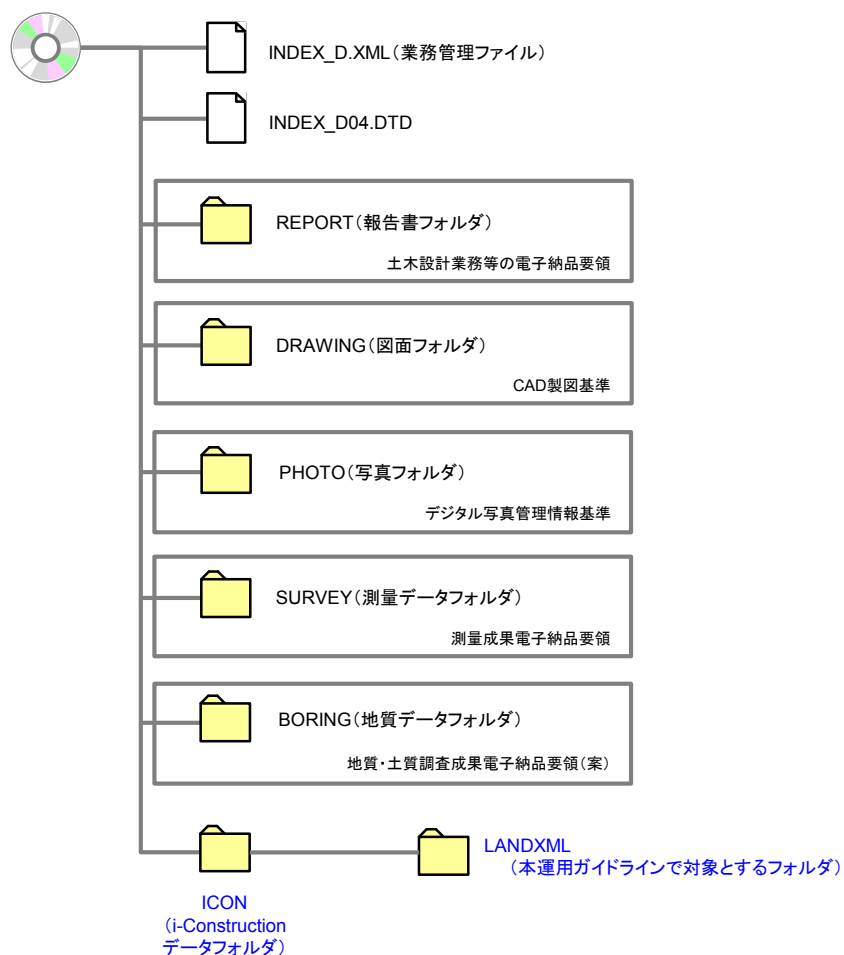 INDEX_D.XML（業務管理ファイル）
INDEX_D04.DTD
REPORT（報告書フォルダ）
土木設計業務等の電子納品要領
DRAWING（図面フォルダ）
CAD製図基準
PHOTO（写真フォルダ）
デジタル写真管理情報基準
SURVEY（測量データフォルダ）
測量成果電子納品要領
BORING（地質データフォルダ）
地質・土質調査成果電子納品要領（案）
LANDXML
（本運用ガイドラインで対象とするフォルダ）
ICON
（i-Construction
データフォルダ）